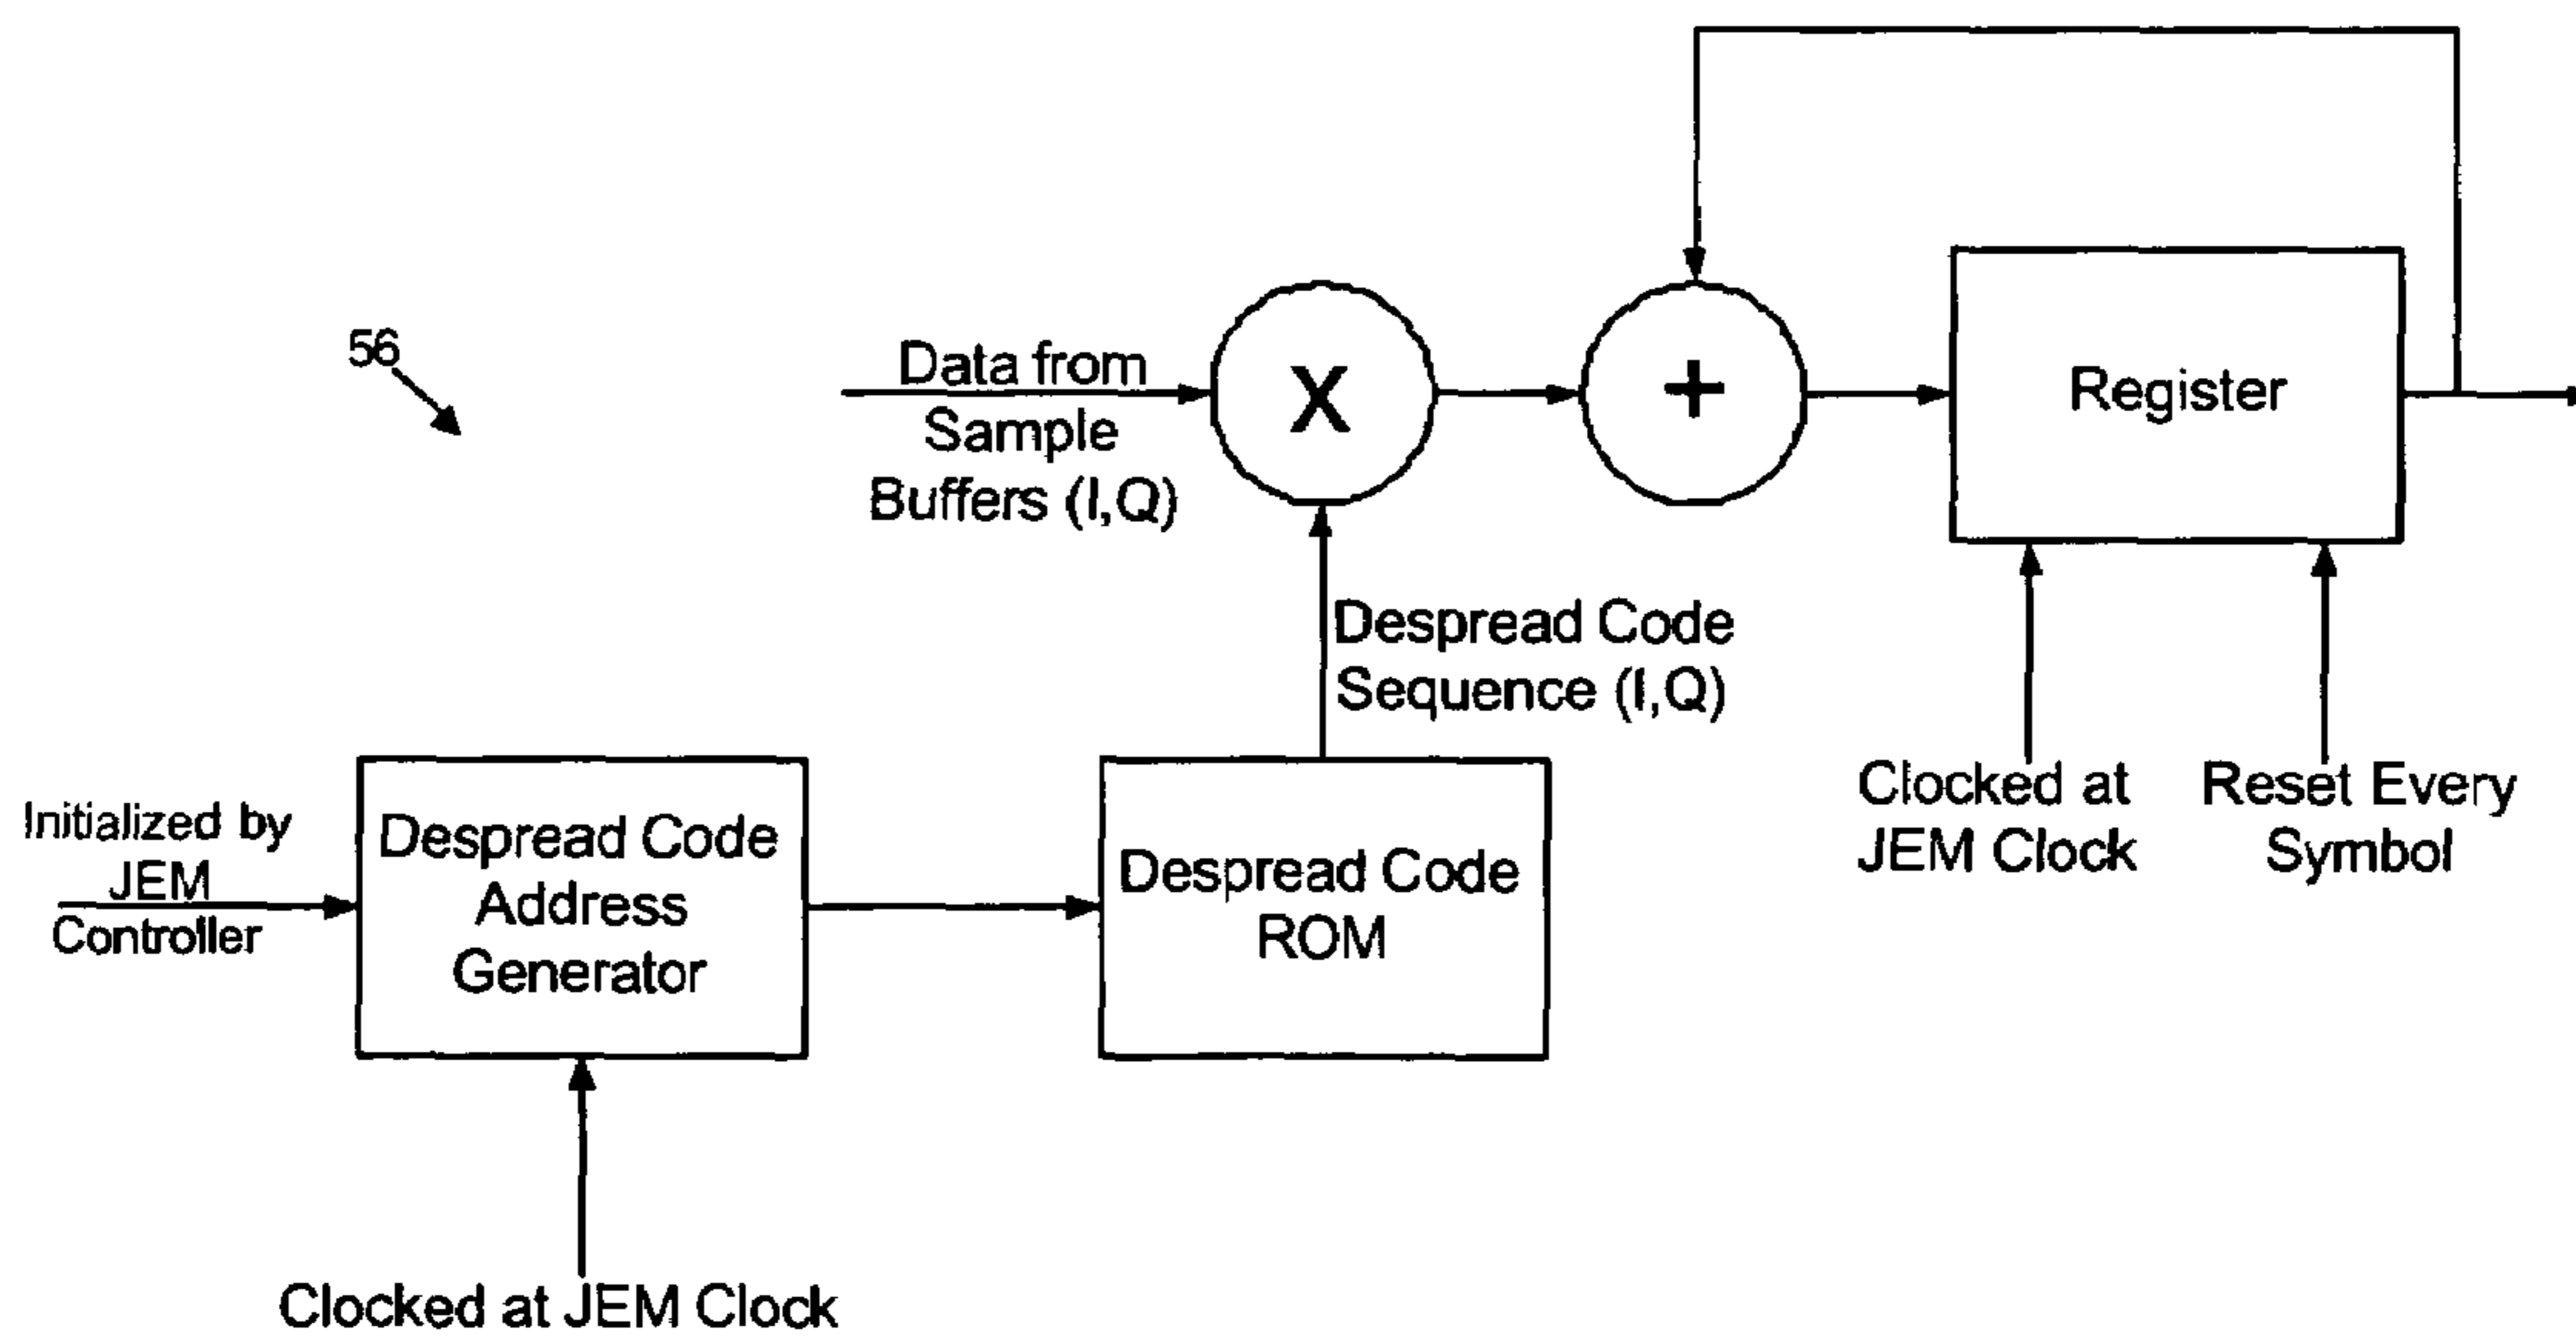 56
Data from
Sample
Buffers (I,Q)
X
+
Register
Despread Code
Sequence (I,Q)
Clocked at
JEM Clock
Reset Every
Symbol
Initialized by
JEM
Controller
Despread Code
Address
Generator
Despread Code
ROM
Clocked at JEM Clock